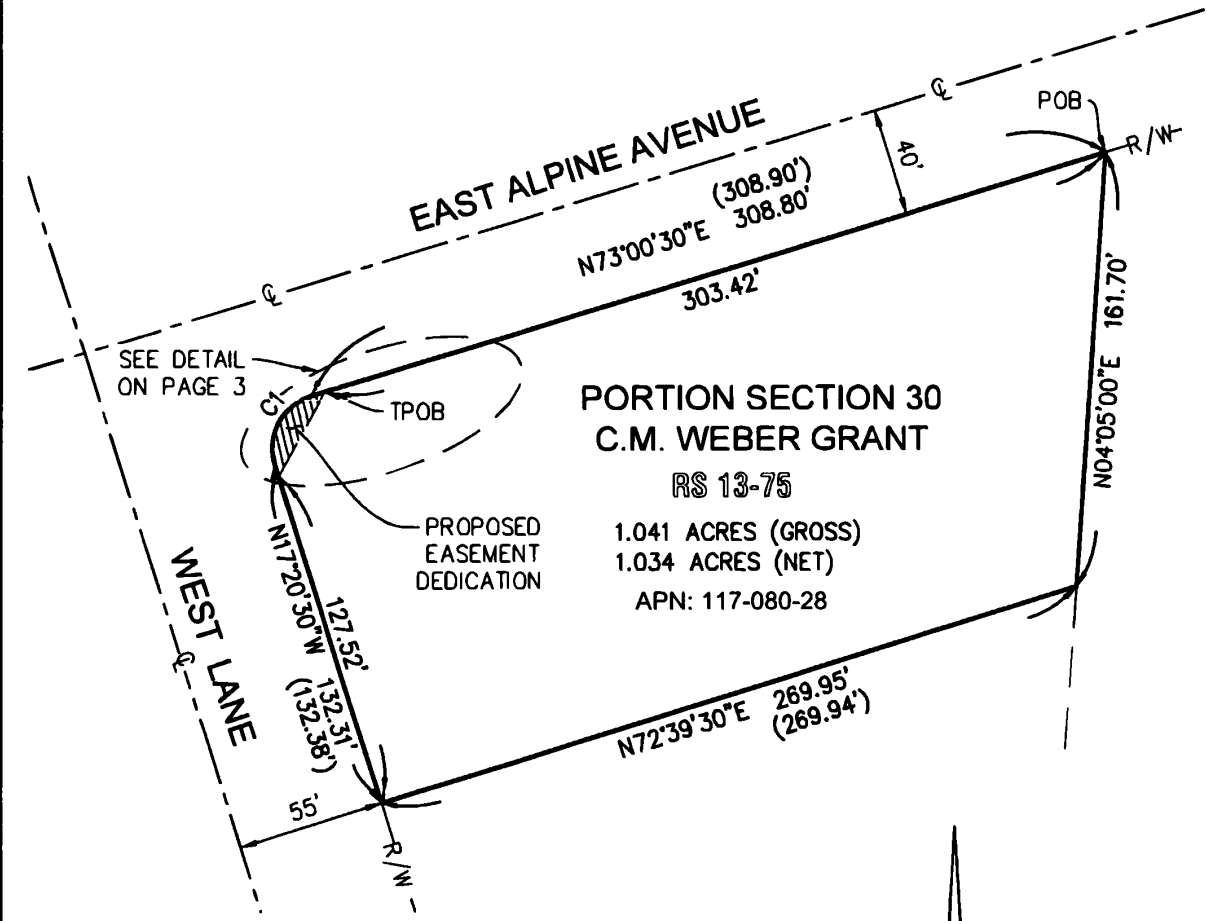 EAST ALPINE AVENUE
℄
POB
R/W
40'
(308.90')
N73°00'30"E 308.80'
303.42'
℄
SEE DETAIL
ON PAGE 3
C1
TPOB
PORTION SECTION 30
C.M. WEBER GRANT
RS 13-75
1.041 ACRES (GROSS)
1.034 ACRES (NET)
APN: 117-080-28
N04°05'00"E 161.70'
PROPOSED
EASEMENT
DEDICATION
WEST LANE
℄
127.52'
N17°20'30"W 132.31'
(132.38')
N72°39'30"E 269.95'
(269.94')
55'
R/W